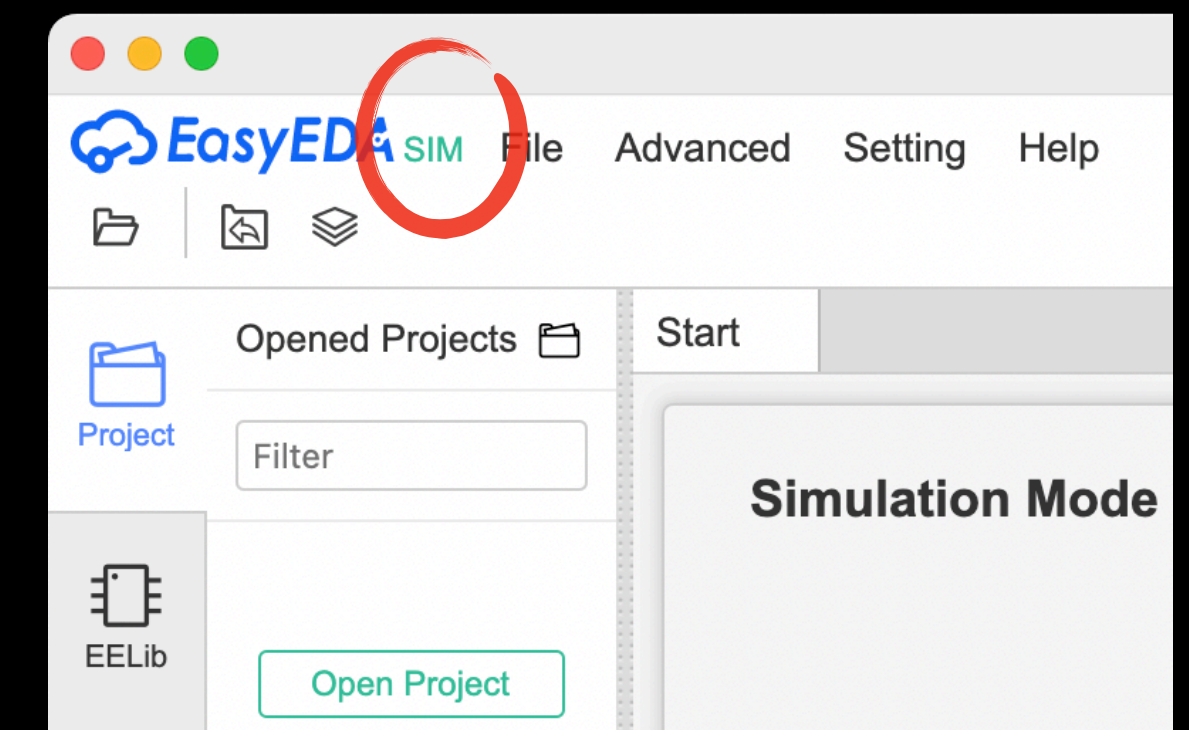 EasyEDA SIM File Advanced Setting Help
Opened Projects
Start
Project
Filter
Simulation Mode
EELib
Open Project